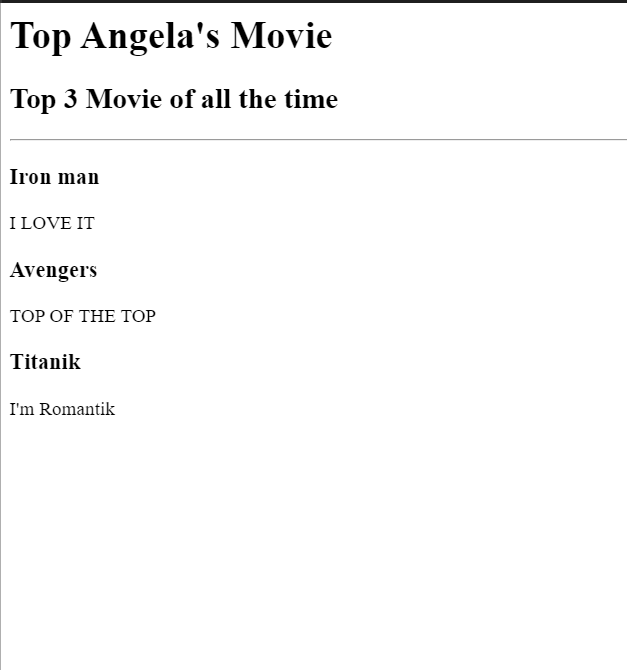 Top Angela's Movie
Top 3 Movie of all the time
Iron man
I LOVE IT
Avengers
TOP OF THE TOP
Titanik
I'm Romantik